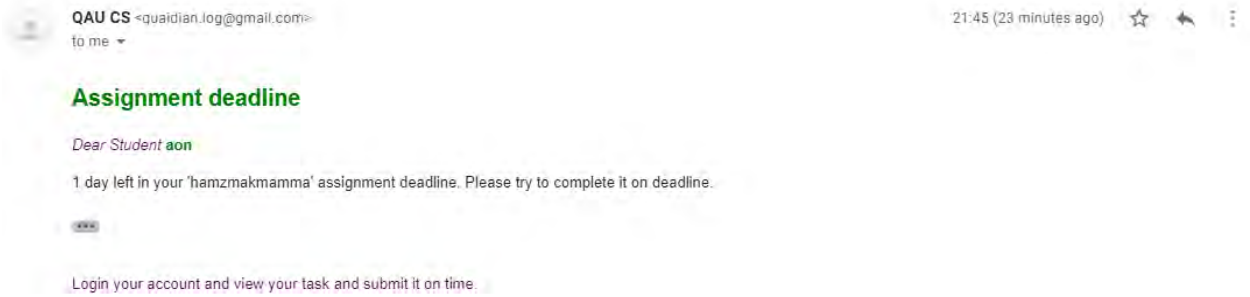 QAU CS <quaidian.log@gmail.com> 21:45 (23 minutes ago)
to me
Assignment deadline
Dear Student aon
1 day left in your 'hamzmakmamma' assignment deadline. Please try to complete it on deadline.
Login your account and view your task and submit it on time.